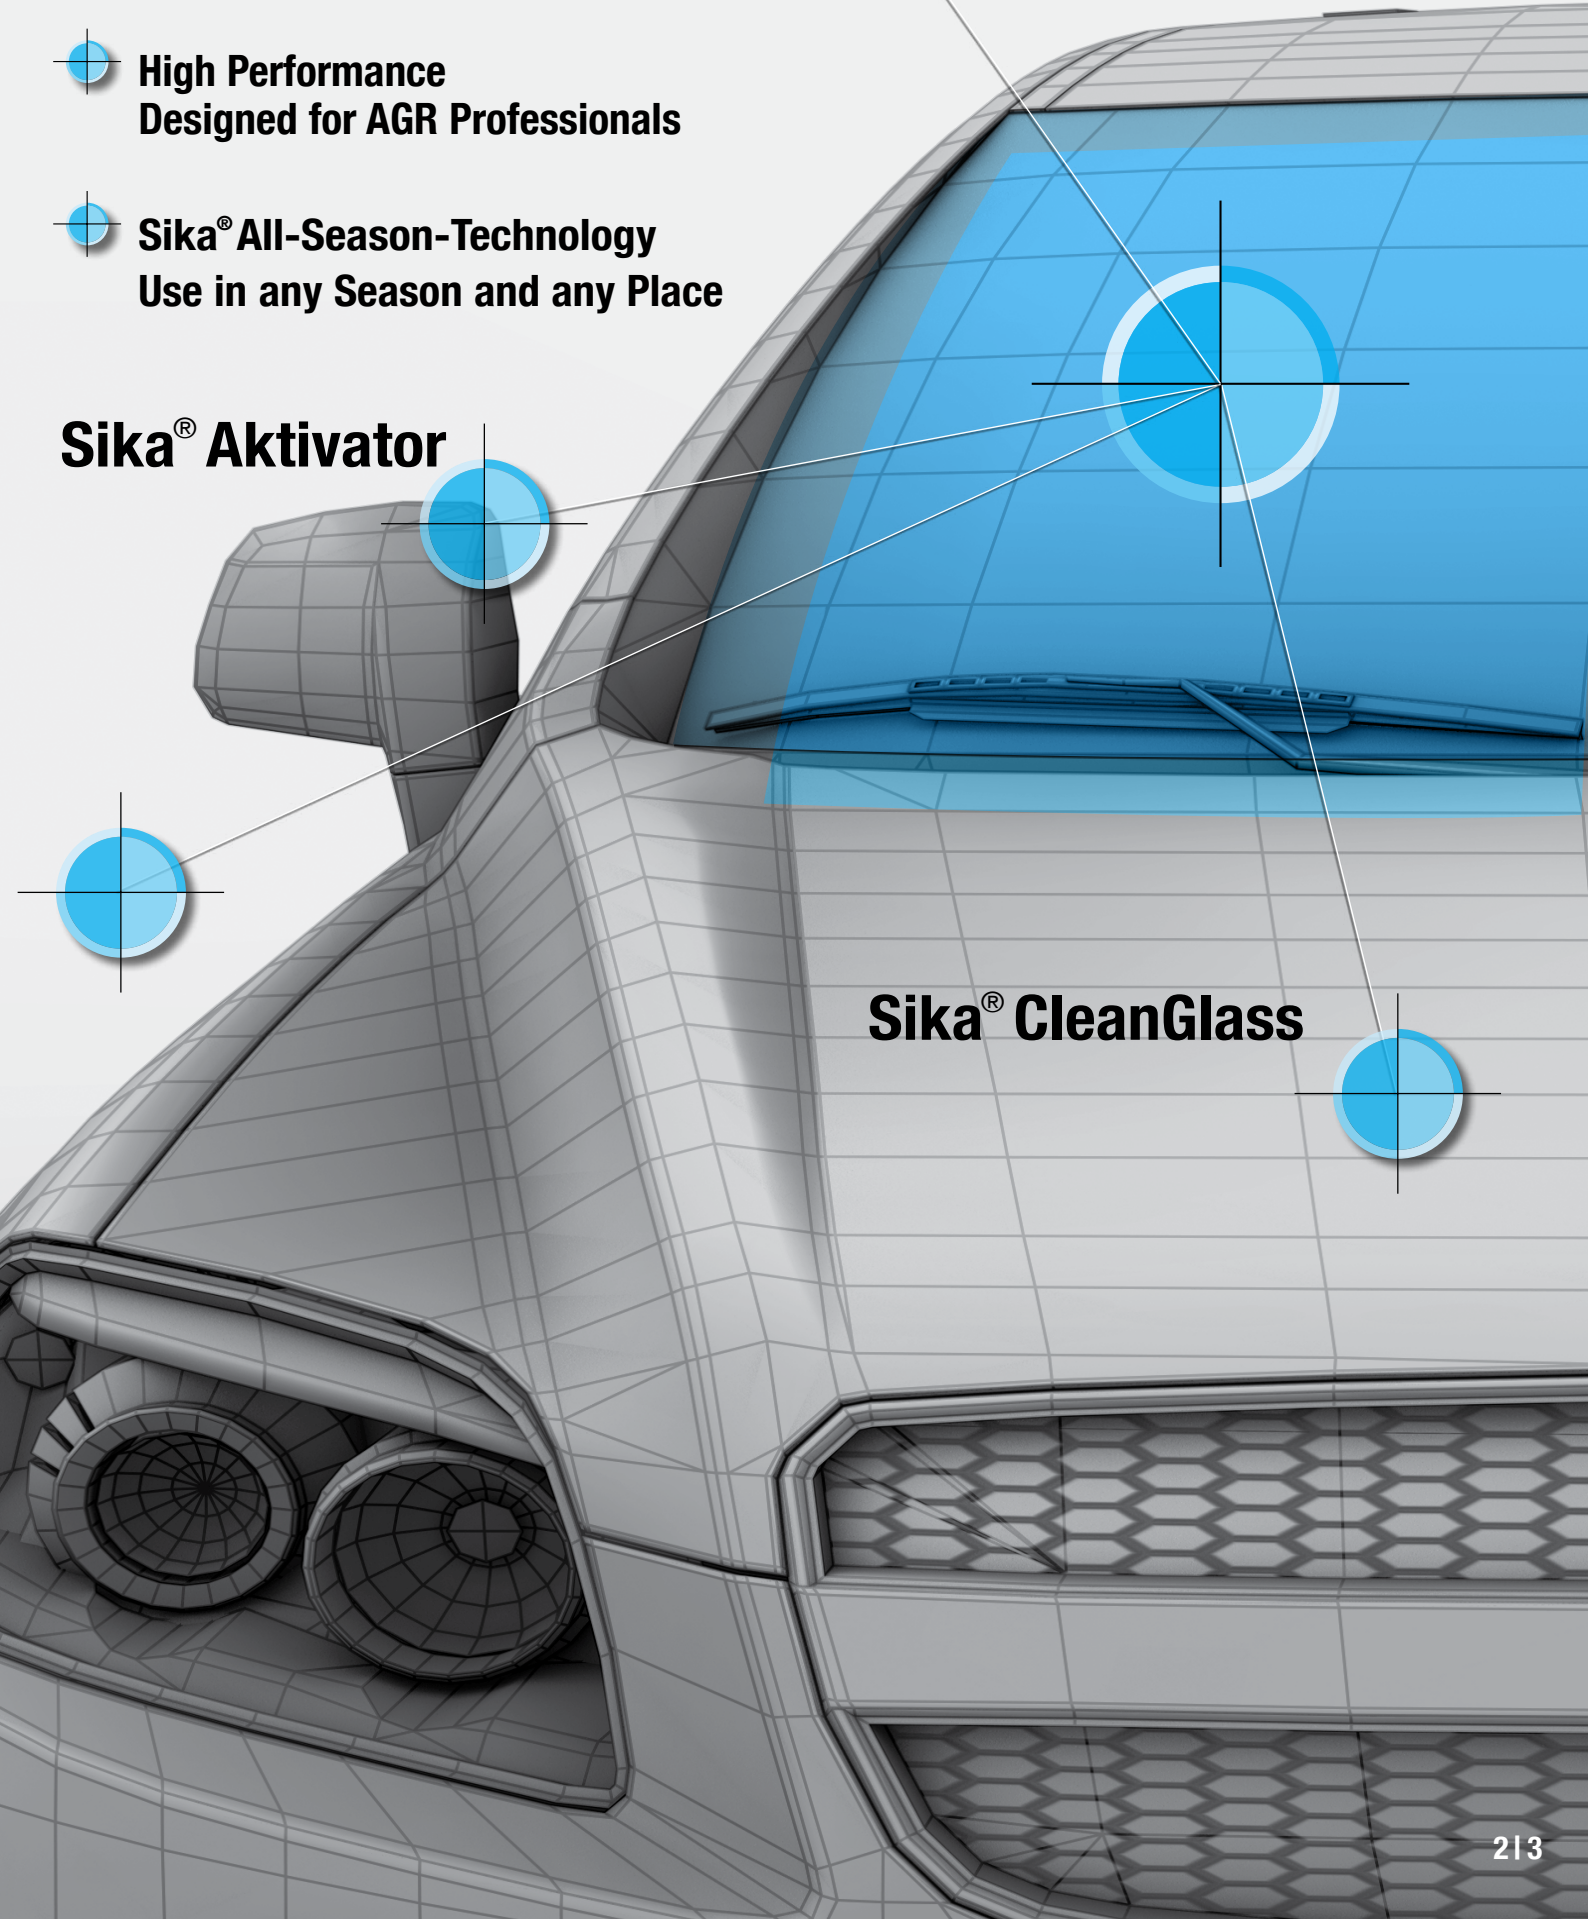 High Performance
Designed for AGR Professionals
Sika® All-Season-Technology
Use in any Season and any Place
Sika® Aktivator
Sika® CleanGlass
2 | 3